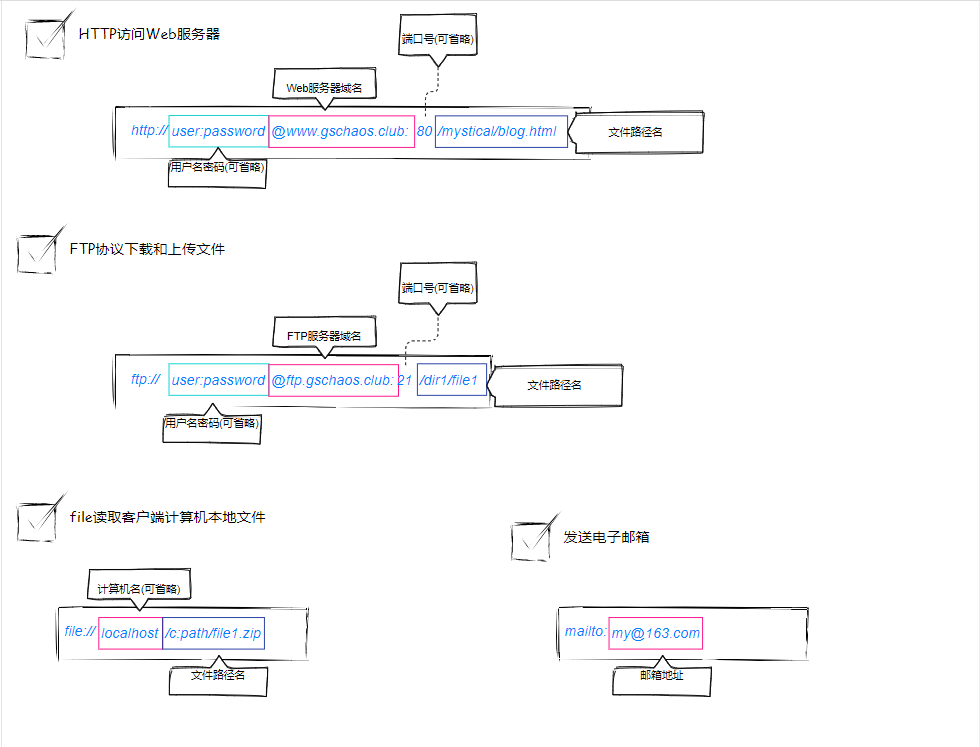 HTTP访问Web服务器
端口号(可省略)
Web服务器域名
http:// user:password @www.gschaos.club: 80 /mystical/blog.html
文件路径名
用户名密码(可省略)
FTP协议下载和上传文件
端口号(可省略)
FTP服务器域名
ftp:// user:password @ftp.gschaos.club: 21 /dir1/file1
文件路径名
用户名密码(可省略)
file读取客户端计算机本地文件
计算机名(可省略)
file:// localhost /c:path/file1.zip
文件路径名
发送电子邮箱
mailto: my@163.com
邮箱地址